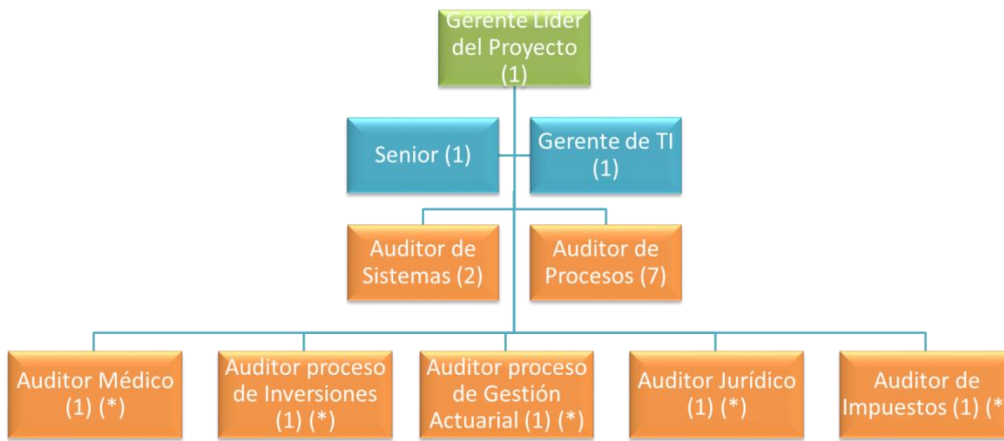 Gerente Líder
del Proyecto
(1)
Senior (1)
Gerente de TI
(1)
Auditor de
Sistemas (2)
Auditor de
Procesos (7)
Auditor Médico
(1) (*)
Auditor proceso
de Inversiones
(1) (*)
Auditor proceso
de Gestión
Actuarial (1) (*)
Auditor Jurídico
(1) (*)
Auditor de
Impuestos (1) (*